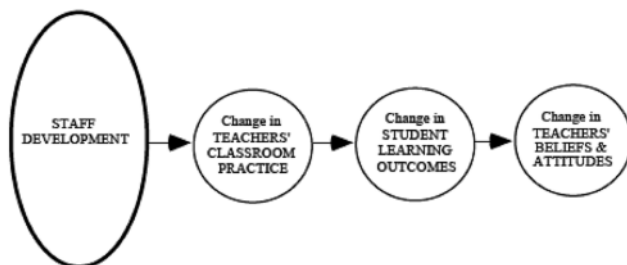 STAFF
DEVELOPMENT
Change in
TEACHERS'
CLASSROOM
PRACTICE
Change in
STUDENT
LEARNING
OUTCOMES
Change in
TEACHERS'
BELIEFS &
ATTITUDES